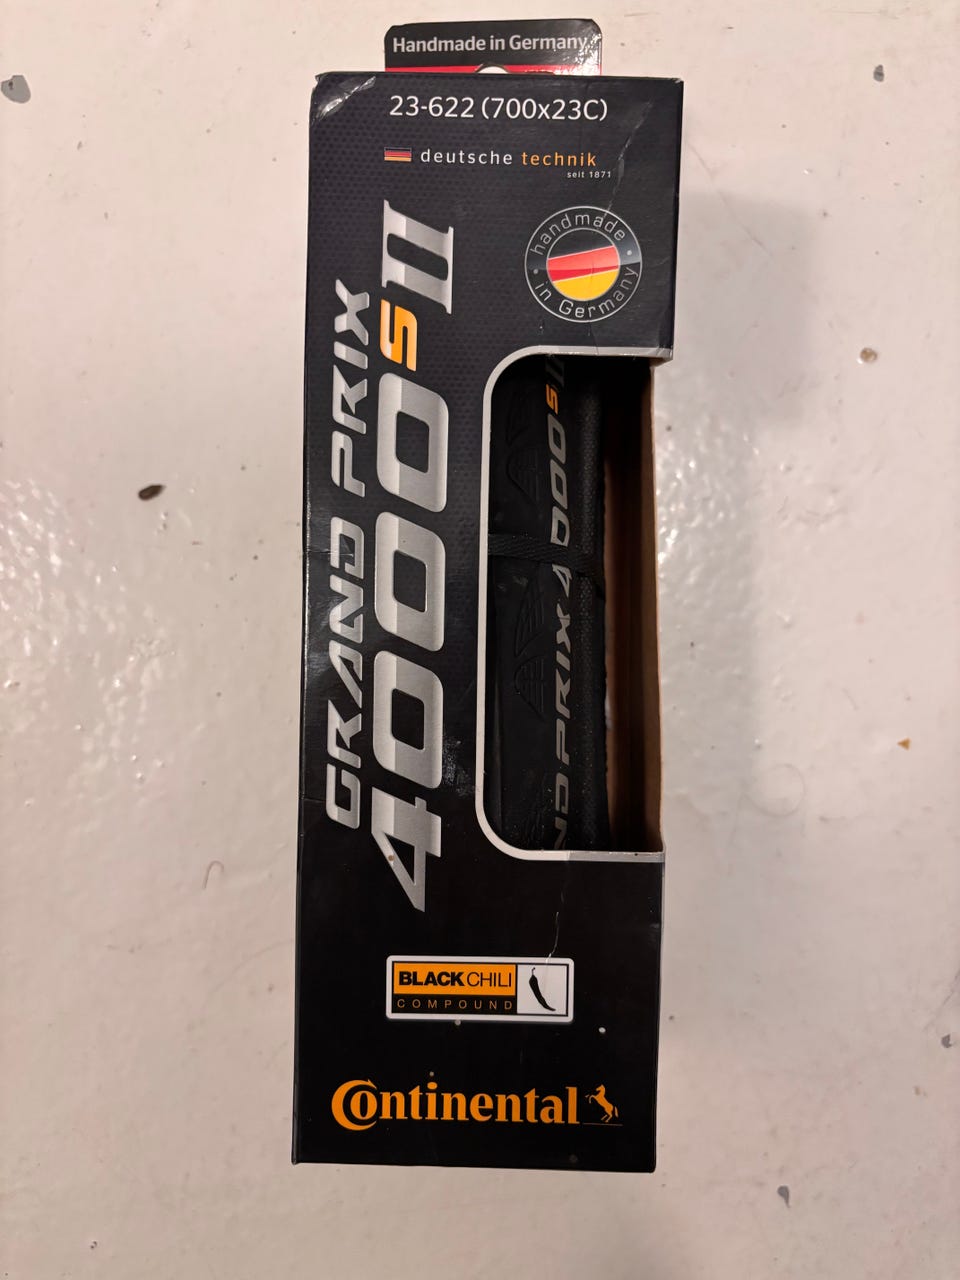 Handmade in Germany
23-622 (700x23C)
deutsche technik
seit 1871
handmade
in Germany
GRAND PRIX
4000 S II
ND PRIX 4000 S II
BLACK CHILI
COMPOUND
Continental